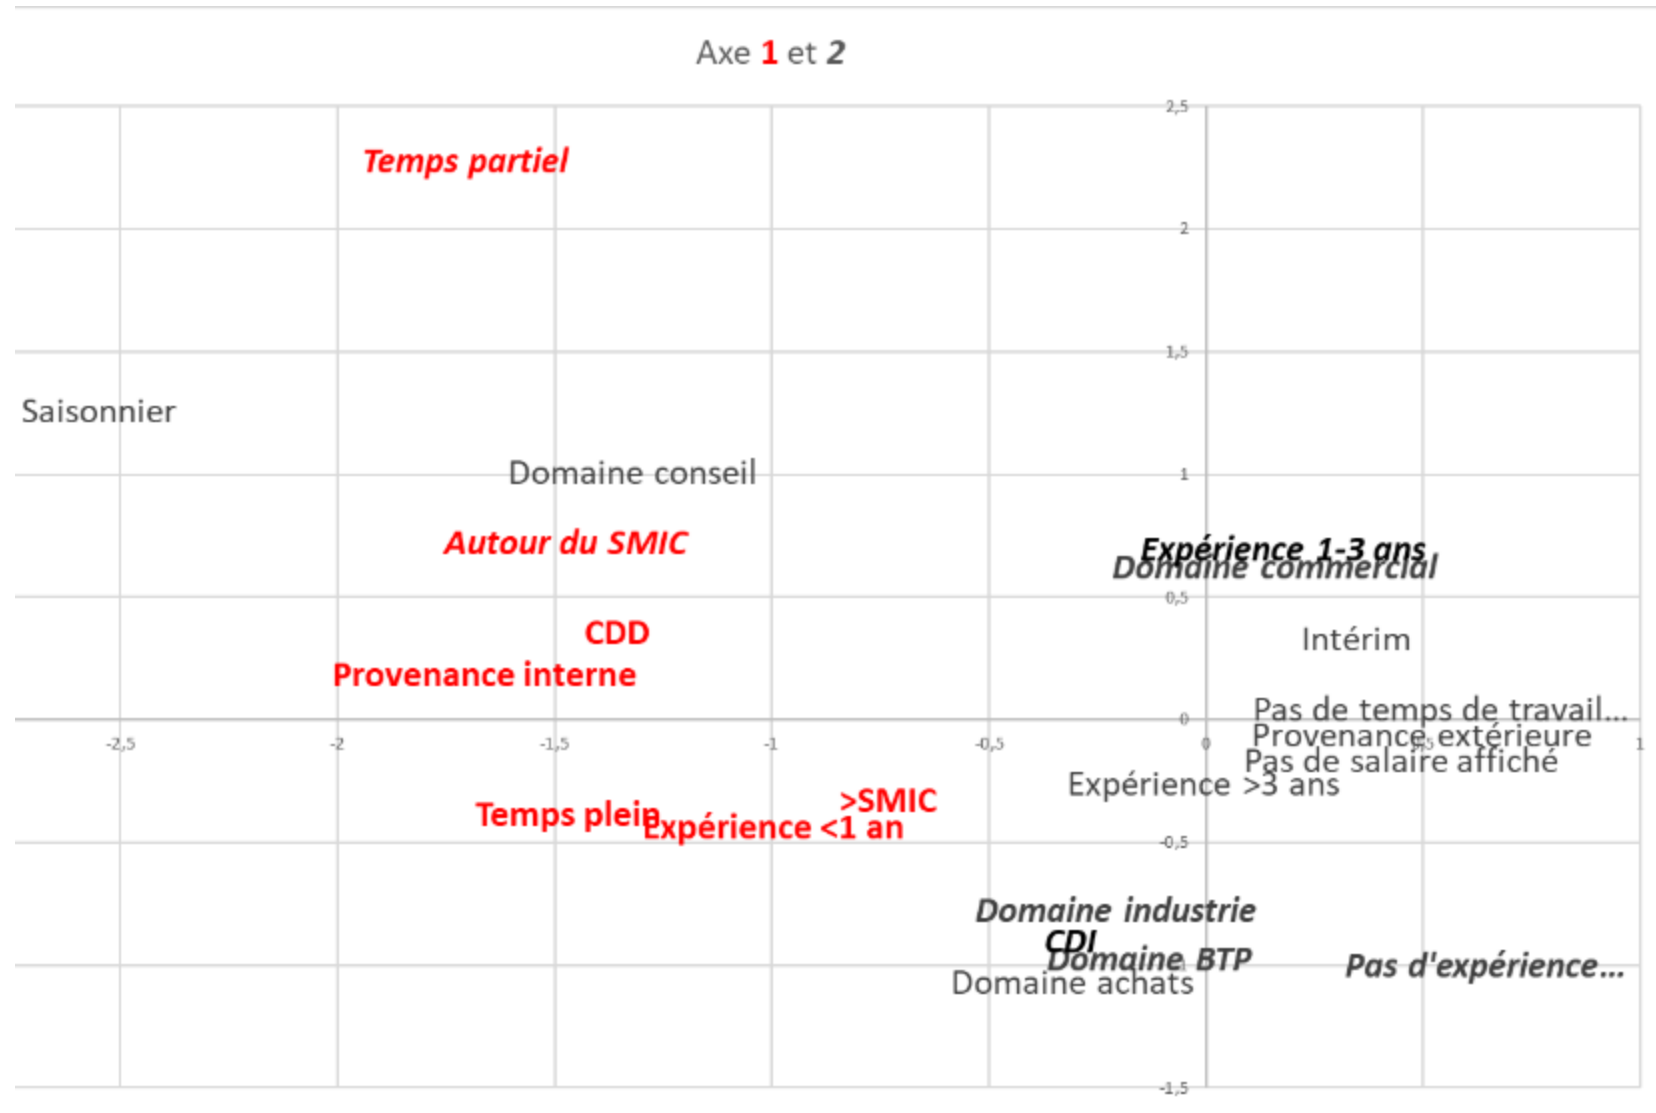 Axe 1 et 2
2,5
Temps partiel
2
1,5
Saisonnier
Domaine conseil
1
Autour du SMIC
Expérience 1-3 ans
Domaine commercial
0,5
CDD
Intérim
Provenance interne
Pas de temps de travail...
0
-2,5 -2 -1,5 -1 -0,5 0 0,5 1
Provenance extérieure
Pas de salaire affiché
Expérience >3 ans
>SMIC
Temps plein
Expérience <1 an
-0,5
Domaine industrie
CDI
Domaine BTP
-1
Pas d'expérience...
Domaine achats
-1,5